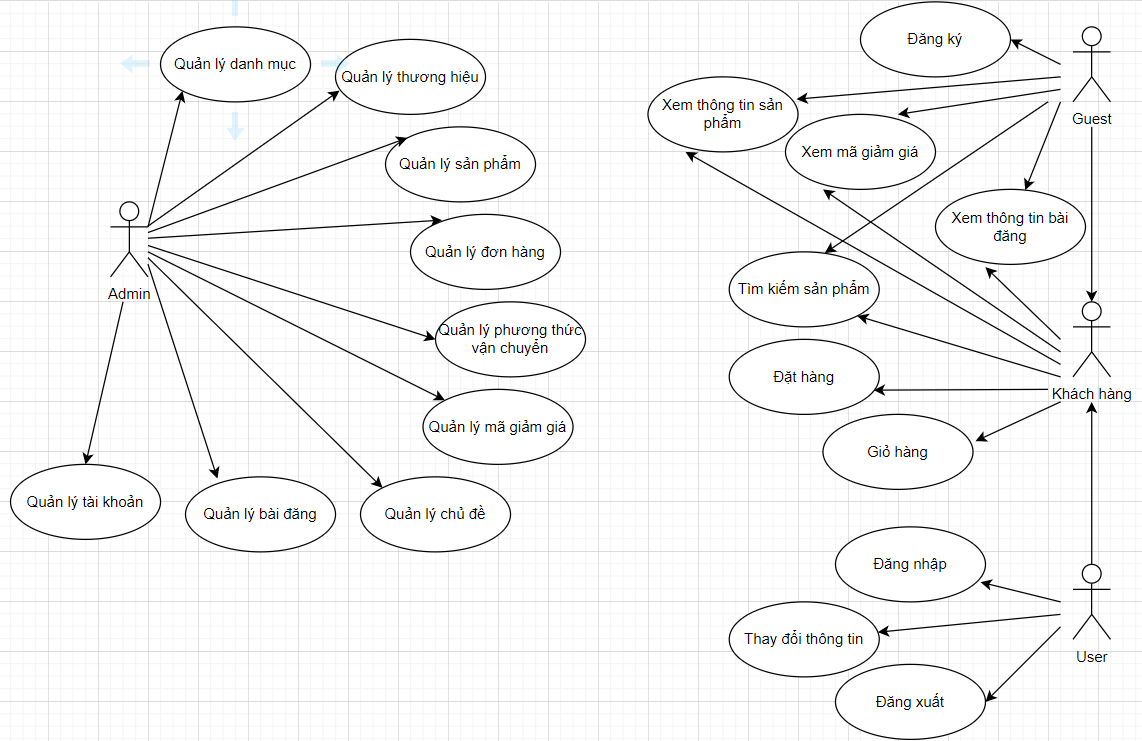 Quản lý danh mục
Quản lý thương hiệu
Quản lý sản phẩm
Quản lý đơn hàng
Admin
Quản lý phương thức
vận chuyển
Quản lý mã giảm giá
Quản lý tài khoản
Quản lý bài đăng
Quản lý chủ đề
Đăng ký
Xem thông tin sản
phẩm
Guest
Xem mã giảm giá
Xem thông tin bài
đăng
Tìm kiếm sản phẩm
Đặt hàng
Khách hàng
Giỏ hàng
Đăng nhập
Thay đổi thông tin
User
Đăng xuất